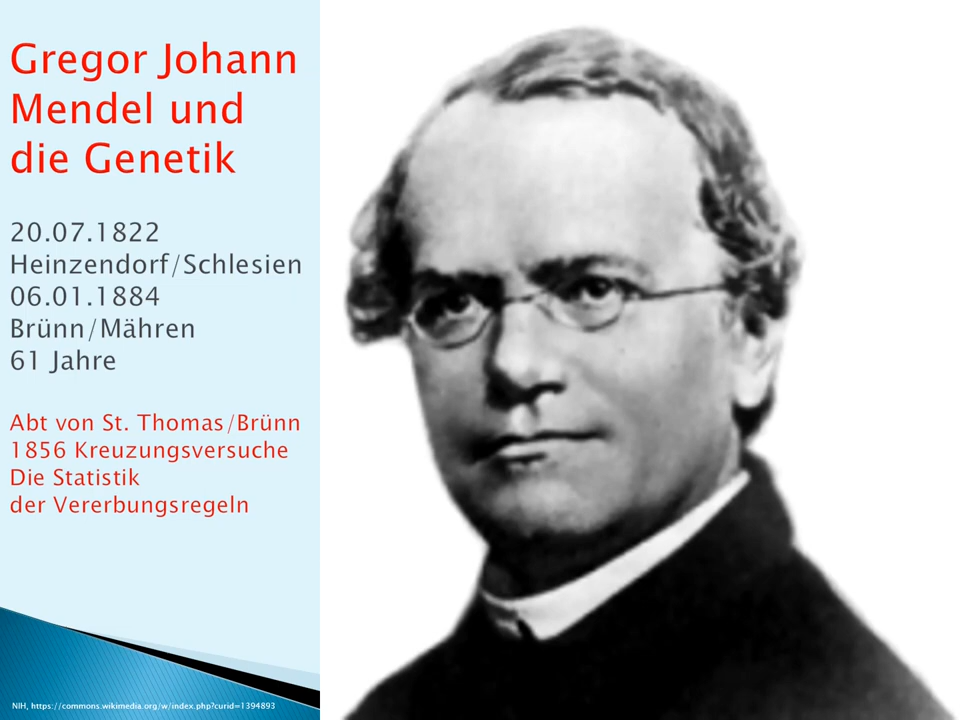 Gregor Johann
Mendel und
die Genetik
20.07.1822
Heinzendorf/Schlesien
06.01.1884
Brünn/Mähren
61 Jahre
Abt von St. Thomas/Brünn
1856 Kreuzungsversuche
Die Statistik
der Vererbungsregeln
NIH, https://commons.wikimedia.org/w/index.php?curid=1394893